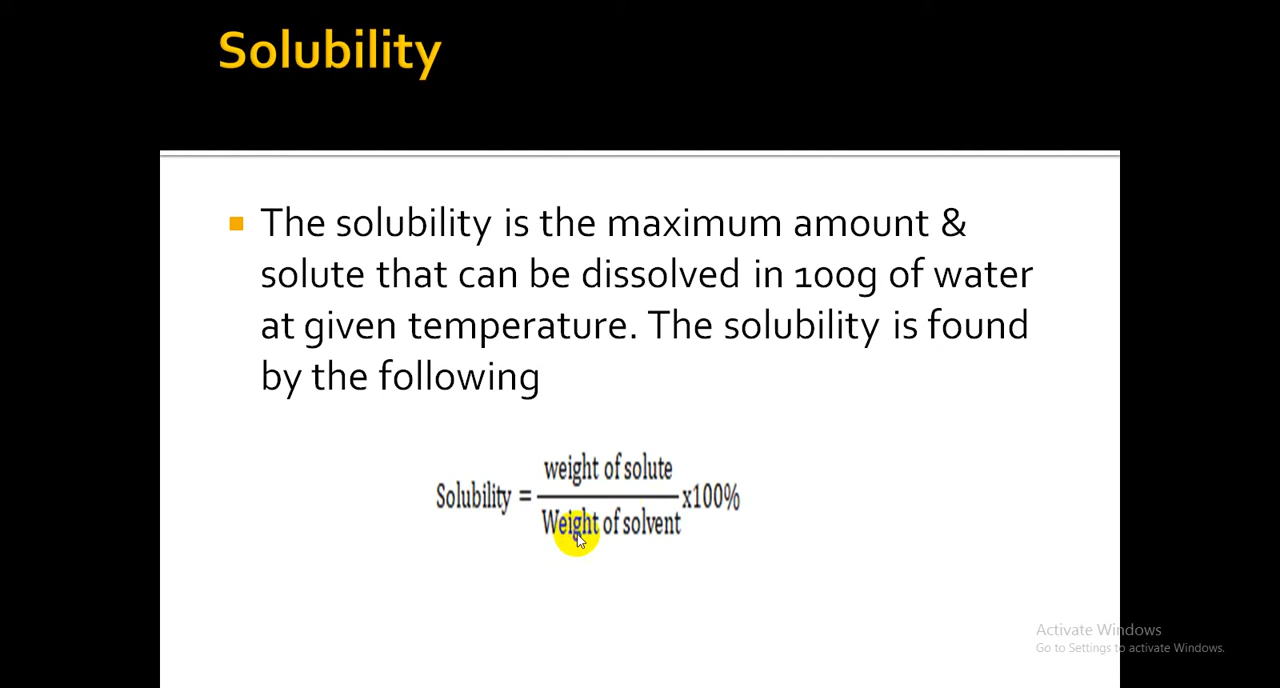 Solubility
The solubility is the maximum amount &
solute that can be dissolved in 100g of water
at given temperature. The solubility is found
by the following
weight of solute
Solubility = x100%
Weight of solvent
Activate Windows
Go to Settings to activate Windows.